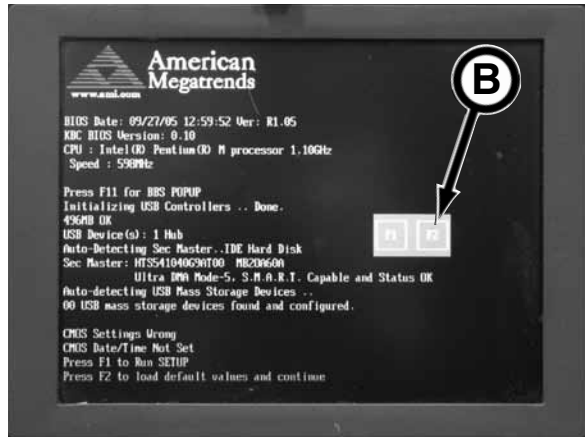 American
Megatrends
www.ami.com
BIOS Date: 09/27/05 12:59:52 Ver: R1.05
KBC BIOS Version: 0.10
CPU : Intel(R) Pentium(R) M processor 1.10GHz
Speed : 598MHz
Press F11 for BBS POPUP
Initializing USB Controllers .. Done.
496MB OK
USB Device(s): 1 Hub
Auto-Detecting Sec Master..IDE Hard Disk
Sec Master: HTS541040G9AT00 MB2OA60A
Ultra DMA Mode-5, S.M.A.R.T. Capable and Status OK
Auto-detecting USB Mass Storage Devices ..
00 USB mass storage devices found and configured.
CMOS Settings Wrong
CMOS Date/Time Not Set
Press F1 to Run SETUP
Press F2 to load default values and continue
F1 F2
B